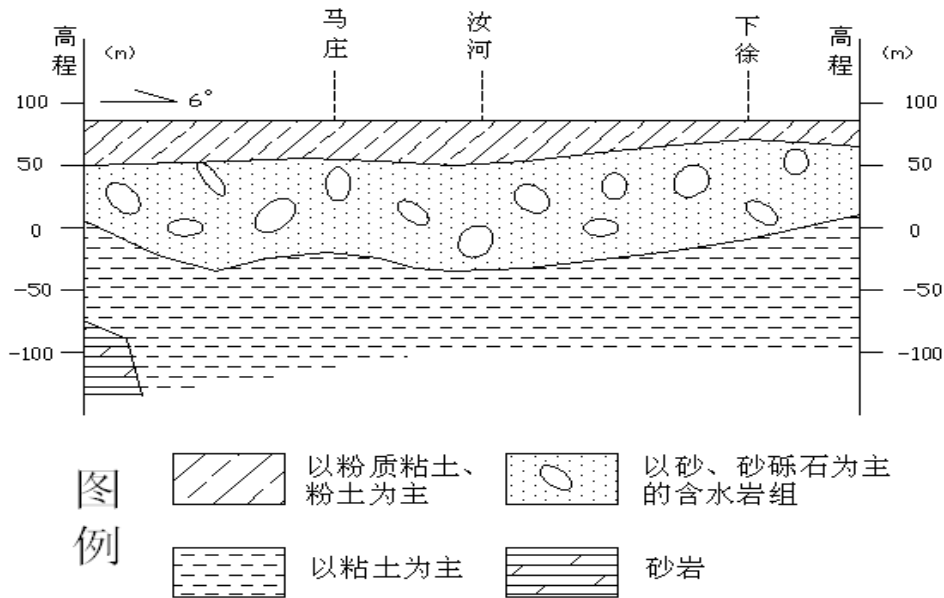 高程
(m)
马庄
汝河
下徐
高程
(m)
100
6°
100
50
50
0
0
-50
-50
-100
-100
图例
以粉质粘土、
粉土为主
以砂、砂砾石为主
的含水岩组
以粘土为主
砂岩